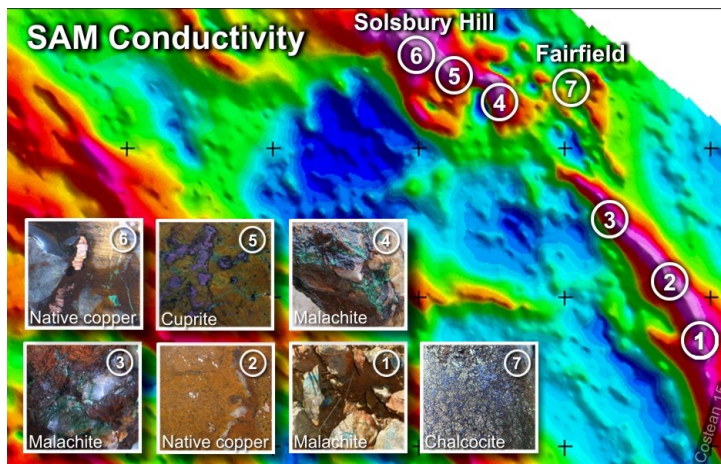 SAM Conductivity
Solsbury Hill
Fairfield
6
5
4
7
3
2
1
6
Native copper
5
Cuprite
4
Malachite
3
Malachite
2
Native copper
1
Malachite
7
Chalcocite
Costean 15